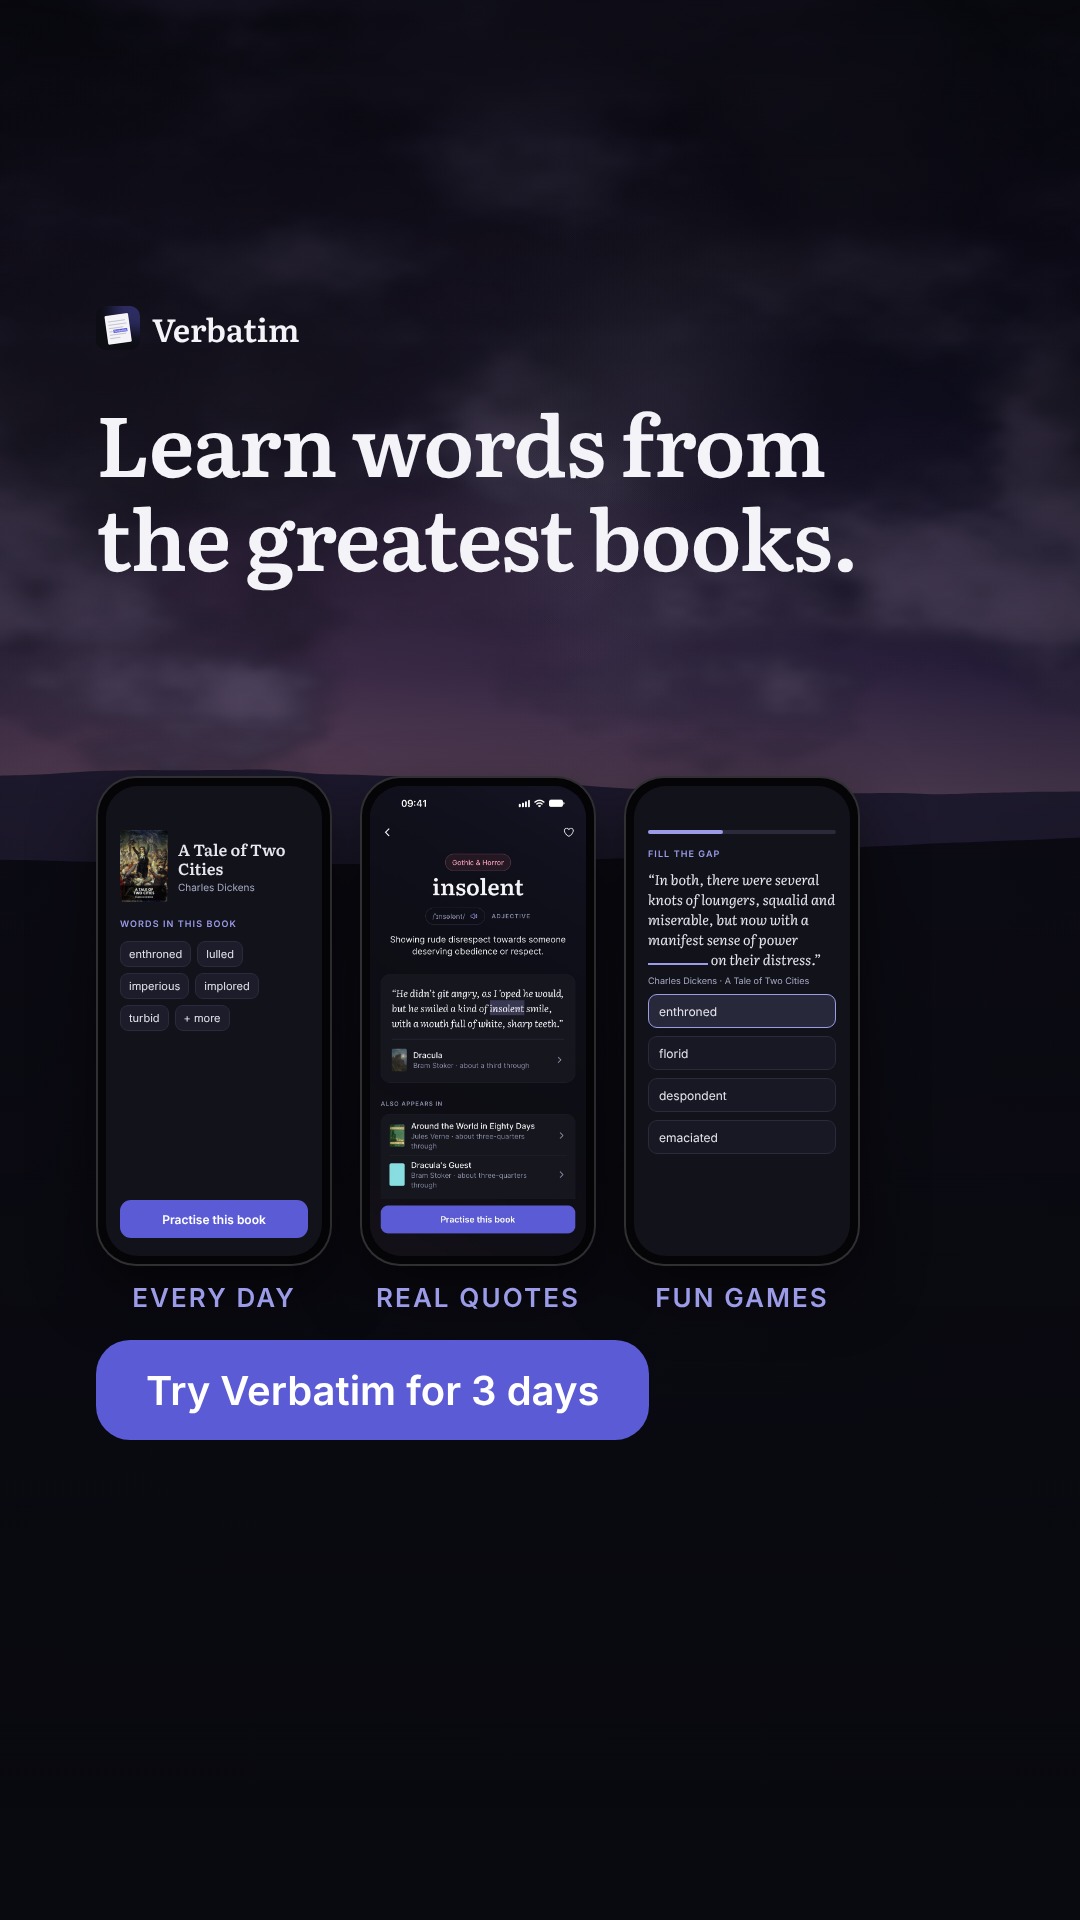 Verbatim
Learn words from
the greatest books.
A Tale of Two
Cities
Charles Dickens
WORDS IN THIS BOOK
enthroned
lulled
imperious
implored
turbid
+ more
Practise this book
EVERY DAY
09:41
Gothic & Horror
insolent
ADJECTIVE
Showing rude disrespect towards someone
deserving obedience or respect.
“He didn't git angry, as I 'oped he would,
but he smiled a kind of insolent smile,
with a mouth full of white, sharp teeth.”
Dracula
Bram Stoker · about a third through
ALSO APPEARS IN
Around the World in Eighty Days
Jules Verne · about three-quarters
through
Dracula's Guest
Bram Stoker · about three-quarters
through
Practise this book
REAL QUOTES
FILL THE GAP
“In both, there were several
knots of loungers, squalid and
miserable, but now with a
manifest sense of power
______ on their distress.”
Charles Dickens · A Tale of Two Cities
enthroned
florid
despondent
emaciated
FUN GAMES
Try Verbatim for 3 days